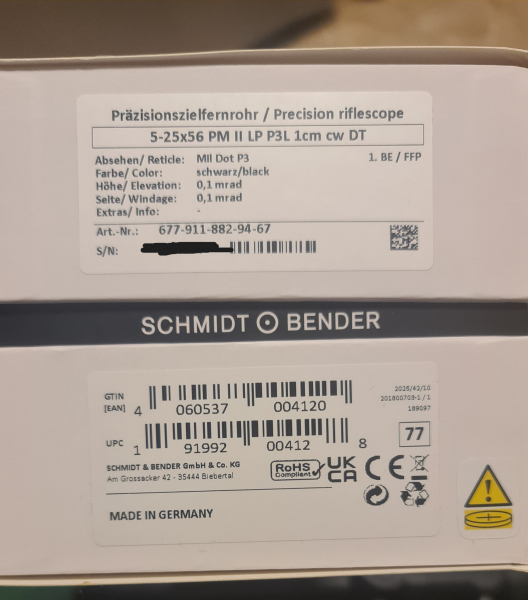 Präzisionszielfernrohr / Precision riflescope
5-25x56 PM II LP P3L 1cm cw DT
Absehen/ Reticle: Mil Dot P3 1. BE / FFP
Farbe/ Color: schwarz/black
Höhe/ Elevation: 0,1 mrad
Seite/ Windage: 0,1 mrad
Extras/ Info: -
Art.-Nr.: 677-911-882-94-67
S/N:
SCHMIDT BENDER
GTIN
[EAN] 4 060537 004120
2025/42/10
201800703-1 / 1
189097
UPC 1 91992 00412 8
77
SCHMIDT & BENDER GmbH & Co. KG
Am Grossacker 42 - 35444 Biebertal
RoHS
Compliant
UK
CA
CE
MADE IN GERMANY